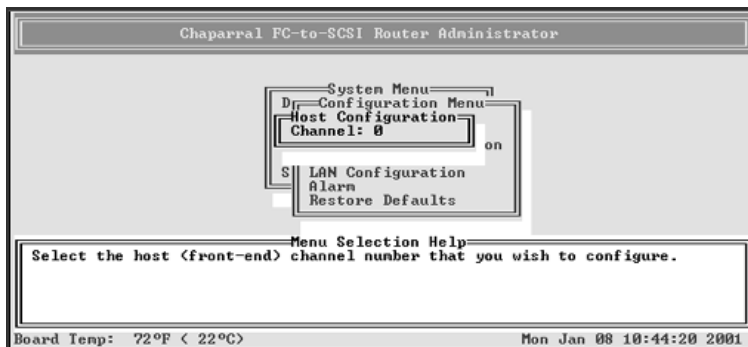 Chaparral FC-to-SCSI Router Administrator
System Menu
D
Configuration Menu
Host Configuration
Channel: 0
on
S
LAN Configuration
Alarm
Restore Defaults
Menu Selection Help
Select the host (front-end) channel number that you wish to configure.
Board Temp: 72ºF ( 22ºC)
Mon Jan 08 10:44:20 2001